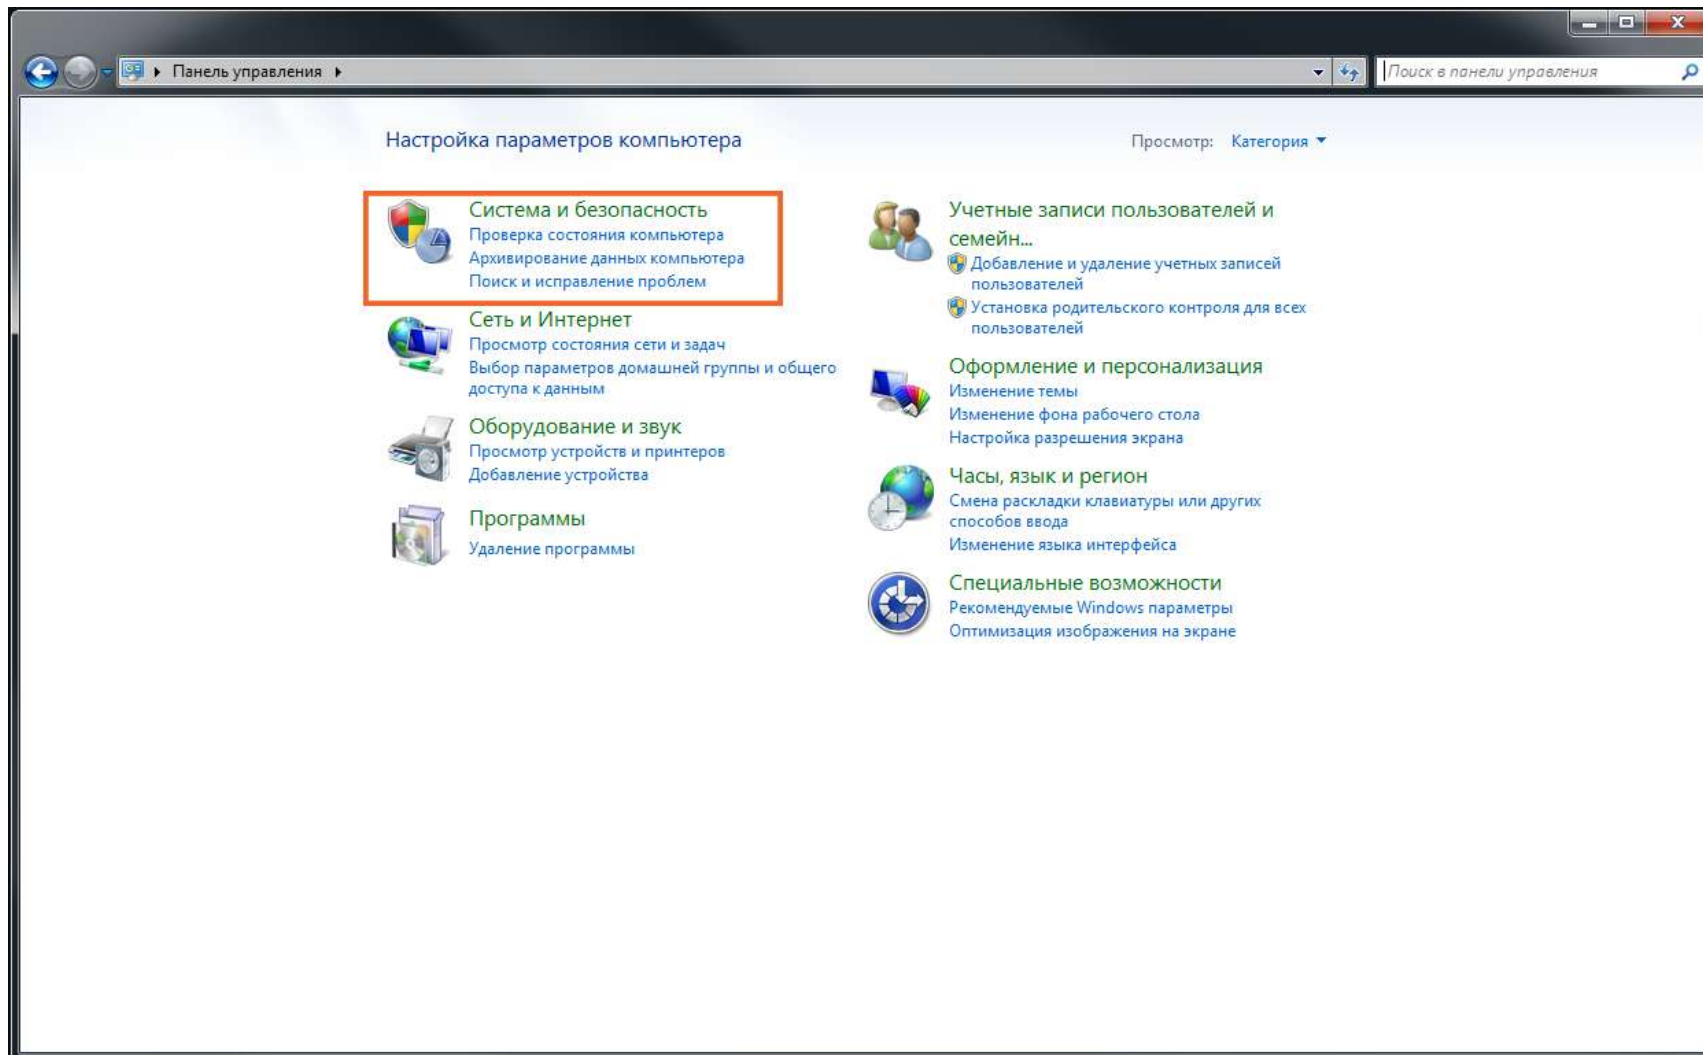 Панель управления
Поиск в панели управления
Настройка параметров компьютера
Просмотр: Категория
Система и безопасность
Проверка состояния компьютера
Архивирование данных компьютера
Поиск и исправление проблем
Сеть и Интернет
Просмотр состояния сети и задач
Выбор параметров домашней группы и общего
доступа к данным
Оборудование и звук
Просмотр устройств и принтеров
Добавление устройства
Программы
Удаление программы
Учетные записи пользователей и
семейн...
Добавление и удаление учетных записей
пользователей
Установка родительского контроля для всех
пользователей
Оформление и персонализация
Изменение темы
Изменение фона рабочего стола
Настройка разрешения экрана
Часы, язык и регион
Смена раскладки клавиатуры или других
способов ввода
Изменение языка интерфейса
Специальные возможности
Рекомендуемые Windows параметры
Оптимизация изображения на экране